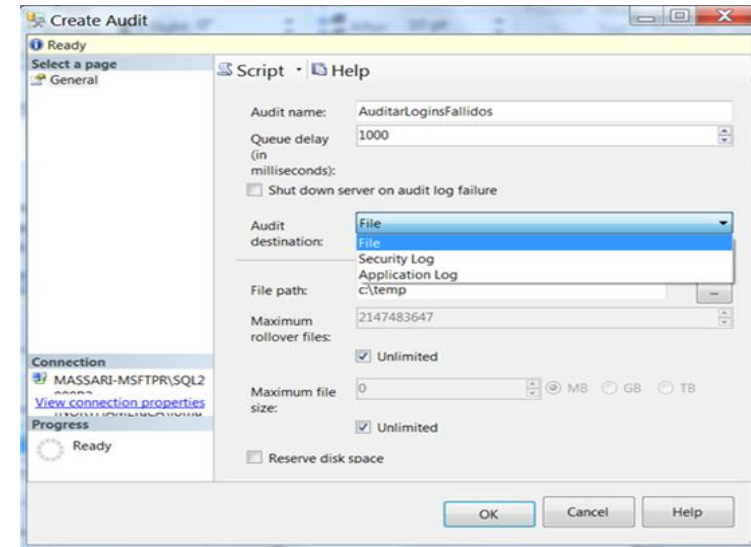 Create Audit
Ready
Select a page
General
Script
Help
Audit name:
AuditarLoginsFallidos
Queue delay
(in
milliseconds):
1000
Shut down server on audit log failure
Audit
destination:
File
File
Security Log
Application Log
File path:
c:\temp
...
Maximum
rollover files:
2147483647
Unlimited
Maximum file
size:
0
MB
GB
TB
Unlimited
Reserve disk space
Connection
MASSARI-MSFTPR\SQL2
View connection properties
Progress
Ready
OK
Cancel
Help